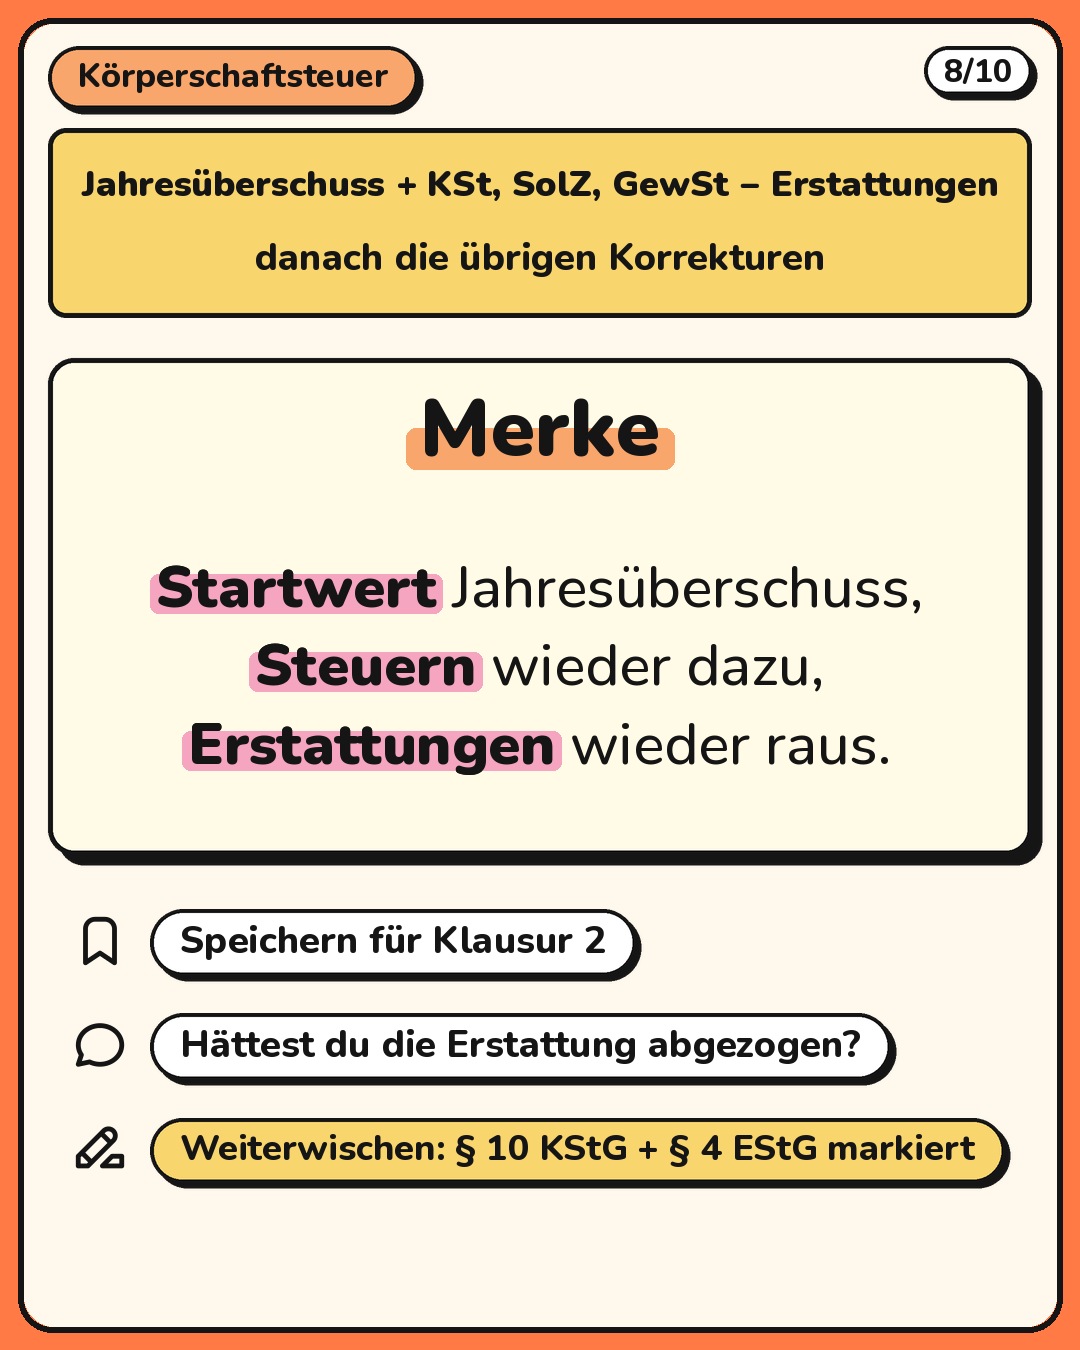 Körperschaftsteuer
8/10
Jahresüberschuss + KSt, SolZ, GewSt – Erstattungen
danach die übrigen Korrekturen
Merke
Startwert Jahresüberschuss,
Steuern wieder dazu,
Erstattungen wieder raus.
Speichern für Klausur 2
Hättest du die Erstattung abgezogen?
Weiterwischen: § 10 KStG + § 4 EStG markiert